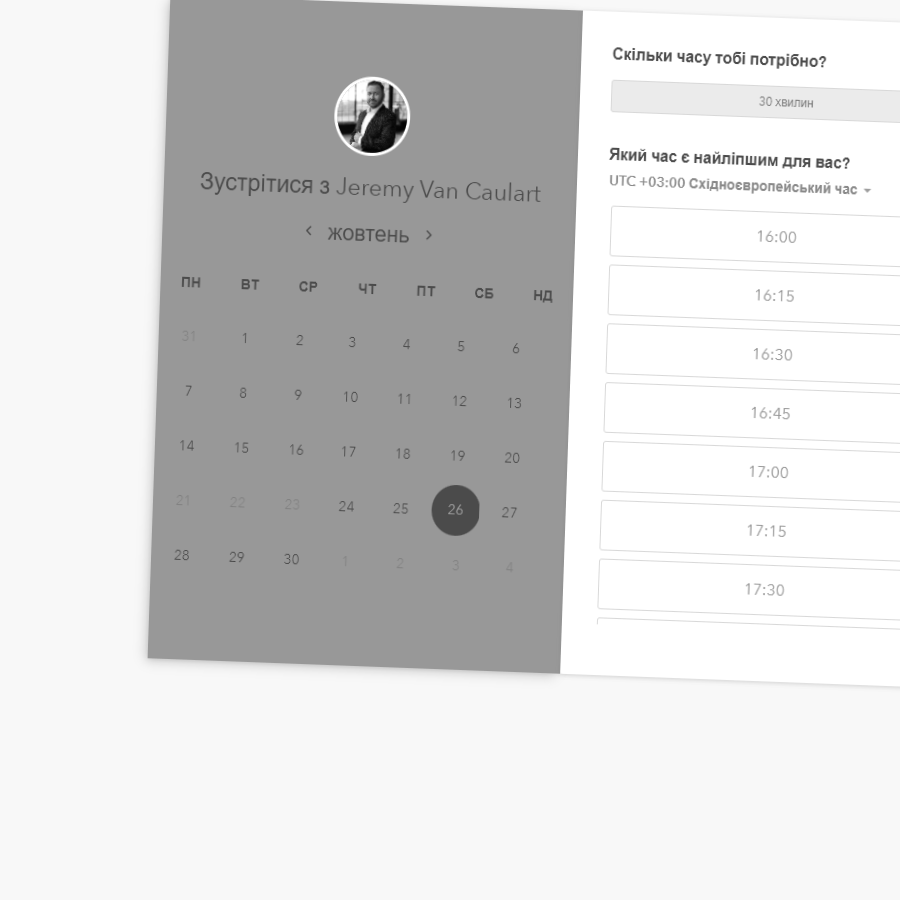 Зустрітися з Jeremy Van Caulart
жовтень
ПН ВТ СР ЧТ ПТ СБ НД
31 1 2 3 4 5 6
7 8 9 10 11 12 13
14 15 16 17 18 19 20
21 22 23 24 25 26 27
28 29 30 1 2 3 4
Скільки часу тобі потрібно?
30 хвилин
Який час є найліпшим для вас?
UTC +03:00 Східноєвропейський час
16:00
16:15
16:30
16:45
17:00
17:15
17:30